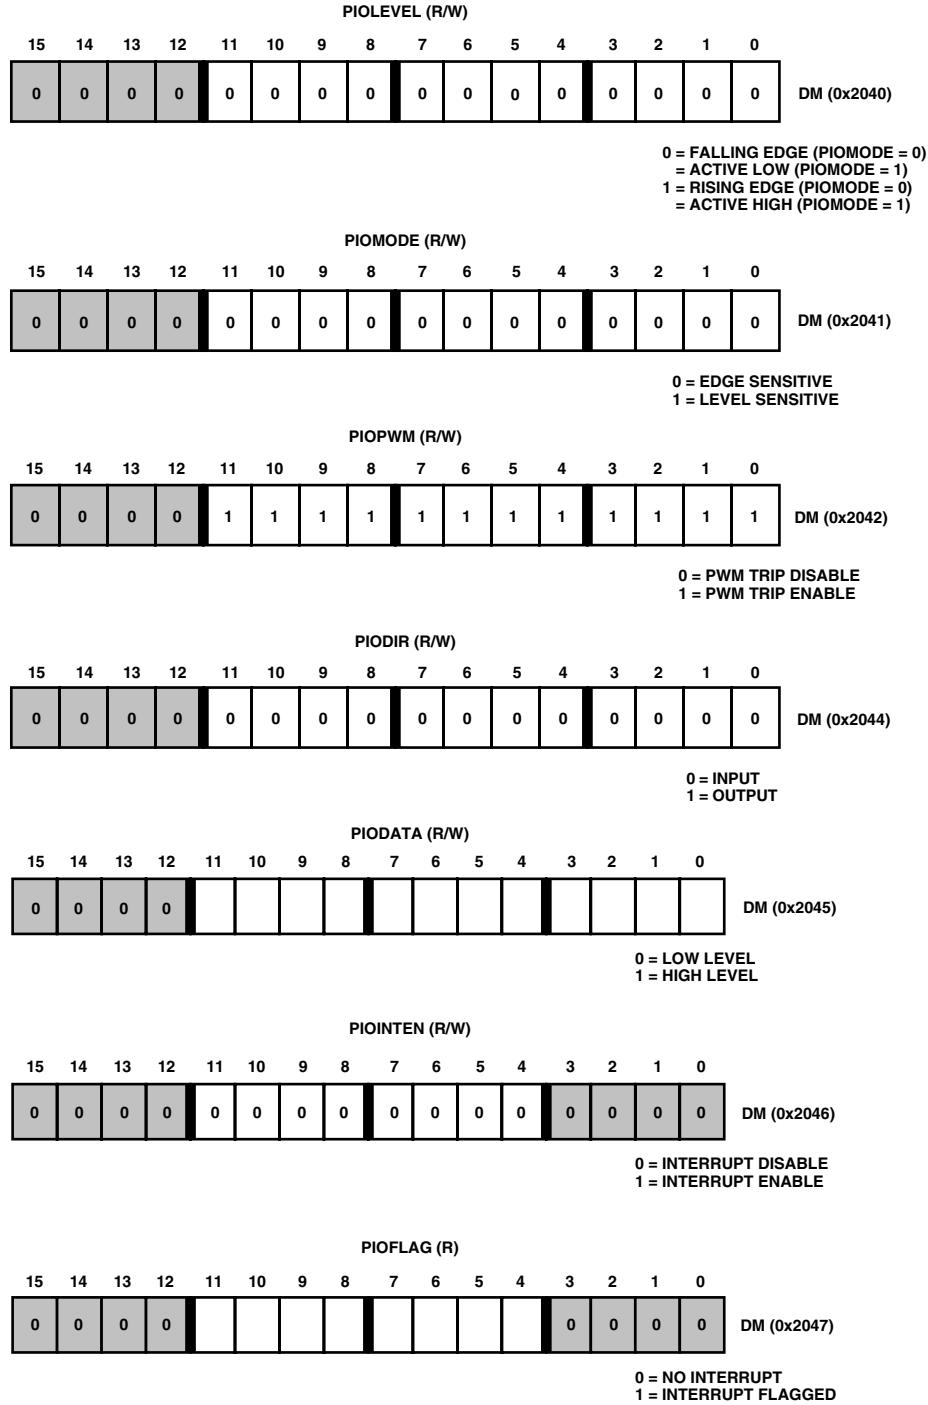 PIOLEVEL (R/W)
15 14 13 12 11 10 9 8 7 6 5 4 3 2 1 0
0 0 0 0 0 0 0 0 0 0 0 0 0 0 0 0 DM (0x2040)
0 = FALLING EDGE (PIOMODE = 0)
= ACTIVE LOW (PIOMODE = 1)
1 = RISING EDGE (PIOMODE = 0)
= ACTIVE HIGH (PIOMODE = 1)
PIOMODE (R/W)
15 14 13 12 11 10 9 8 7 6 5 4 3 2 1 0
0 0 0 0 0 0 0 0 0 0 0 0 0 0 0 0 DM (0x2041)
0 = EDGE SENSITIVE
1 = LEVEL SENSITIVE
PIOPWM (R/W)
15 14 13 12 11 10 9 8 7 6 5 4 3 2 1 0
0 0 0 0 1 1 1 1 1 1 1 1 1 1 1 1 DM (0x2042)
0 = PWM TRIP DISABLE
1 = PWM TRIP ENABLE
PIODIR (R/W)
15 14 13 12 11 10 9 8 7 6 5 4 3 2 1 0
0 0 0 0 0 0 0 0 0 0 0 0 0 0 0 0 DM (0x2044)
0 = INPUT
1 = OUTPUT
PIODATA (R/W)
15 14 13 12 11 10 9 8 7 6 5 4 3 2 1 0
0 0 0 0 DM (0x2045)
0 = LOW LEVEL
1 = HIGH LEVEL
PIOINTEN (R/W)
15 14 13 12 11 10 9 8 7 6 5 4 3 2 1 0
0 0 0 0 0 0 0 0 0 0 0 0 0 0 0 0 DM (0x2046)
0 = INTERRUPT DISABLE
1 = INTERRUPT ENABLE
PIOFLAG (R)
15 14 13 12 11 10 9 8 7 6 5 4 3 2 1 0
0 0 0 0 0 0 0 0 DM (0x2047)
0 = NO INTERRUPT
1 = INTERRUPT FLAGGED